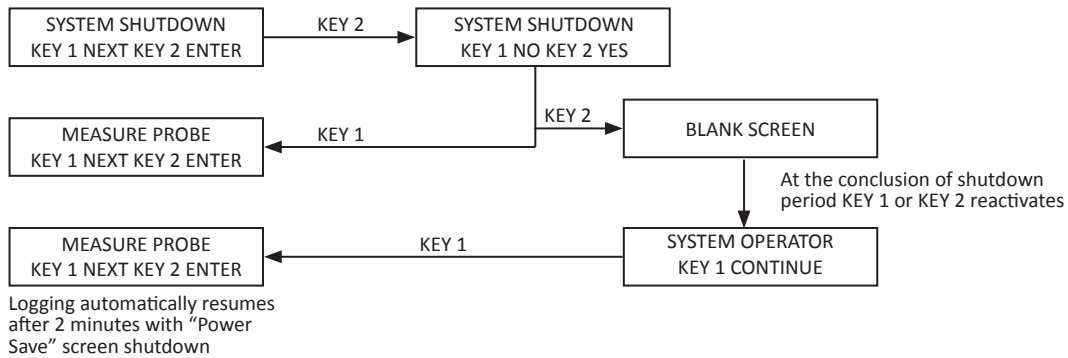 SYSTEM SHUTDOWN
KEY 1 NEXT KEY 2 ENTER
KEY 2
SYSTEM SHUTDOWN
KEY 1 NO KEY 2 YES
MEASURE PROBE
KEY 1 NEXT KEY 2 ENTER
KEY 1
KEY 2
BLANK SCREEN
At the conclusion of shutdown
period KEY 1 or KEY 2 reactivates
MEASURE PROBE
KEY 1 NEXT KEY 2 ENTER
KEY 1
SYSTEM OPERATOR
KEY 1 CONTINUE
Logging automatically resumes
after 2 minutes with “Power
Save” screen shutdown